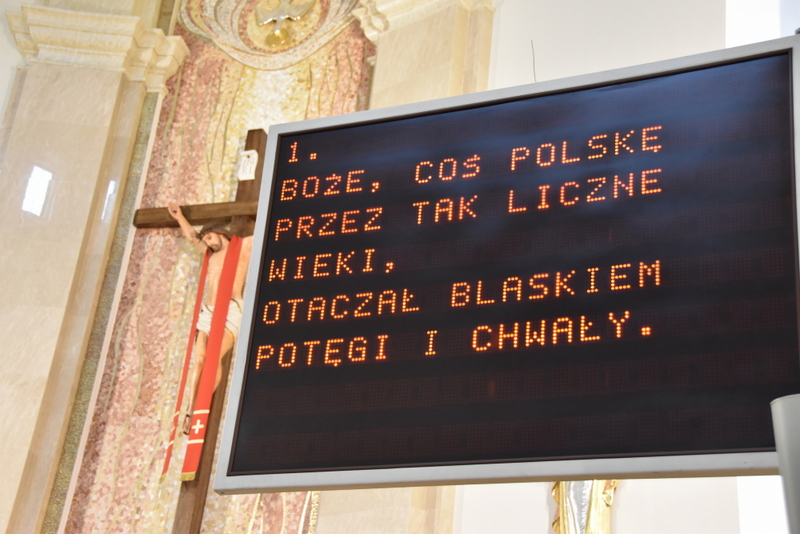 1.
BOŻE, COŚ POLSKĘ
PRZEZ TAK LICZNE
WIEKI,
OTACZAŁ BLASKIEM
POTĘGI I CHWAŁY.